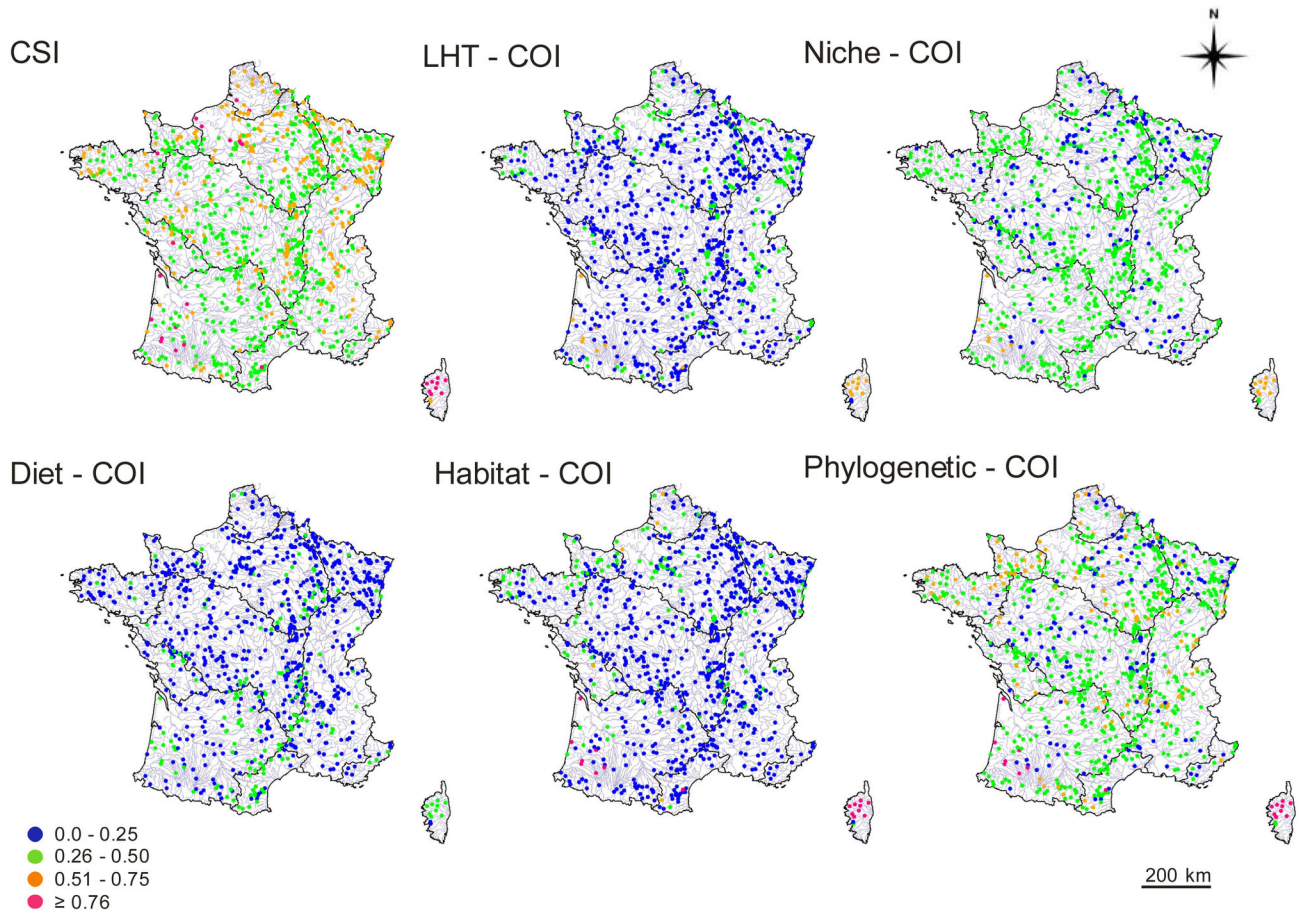 N
CSI
LHT - COI
Niche - COI
Diet - COI
Habitat - COI
Phylogenetic - COI
0.0 - 0.25
0.26 - 0.50
0.51 - 0.75
≥ 0.76
200 km